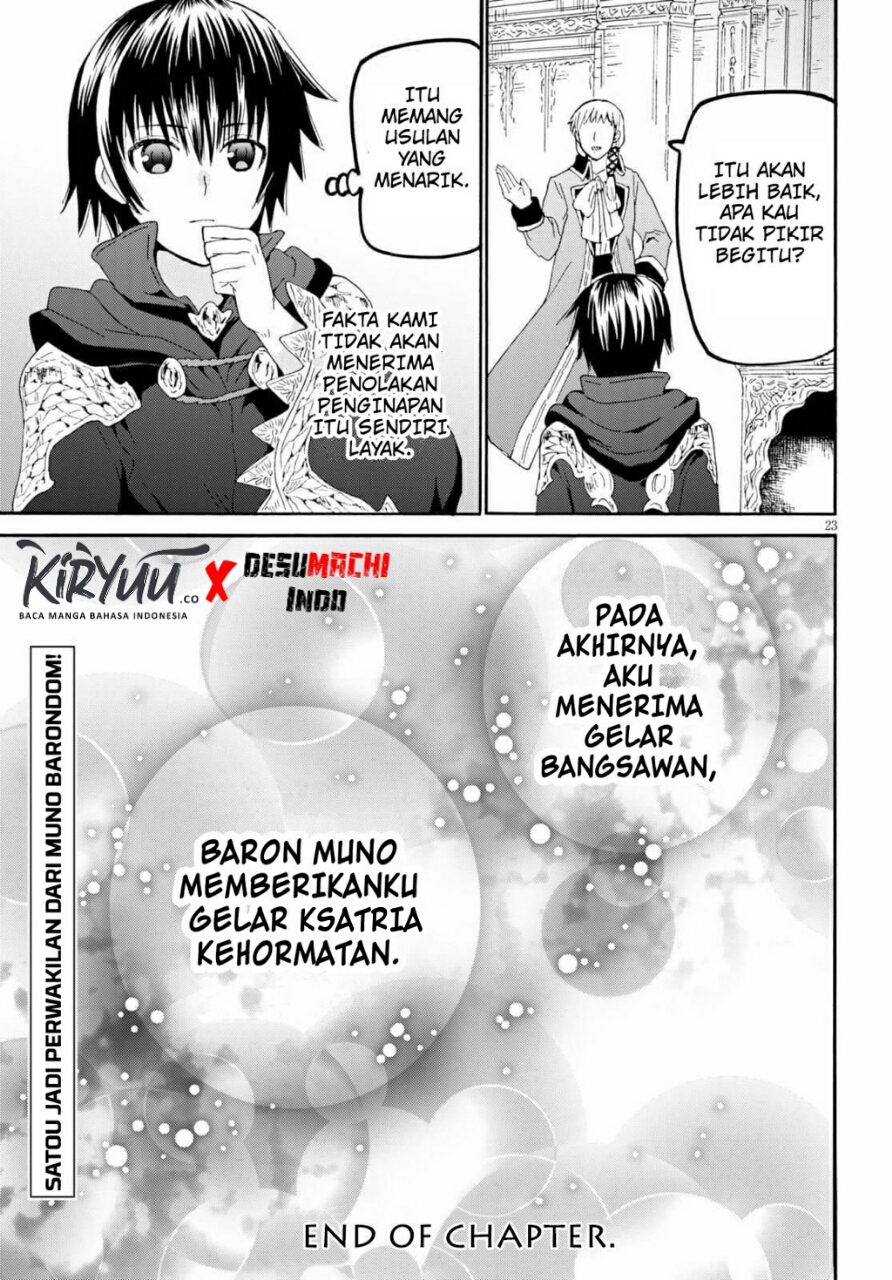 ITU AKAN
LEBIH BAIK,
APA KAU
TIDAK PIKIR
BEGITU?
ITU
MEMANG
USULAN
YANG
MENARIK.
FAKTA KAMI
TIDAK AKAN
MENERIMA
PENOLAKAN
PENGINAPAN
ITU SENDIRI
LAYAK.
23
KIRYUU.CO
BACA MANGA BAHASA INDONESIA
X
DESUMACHI
INDO
PADA
AKHIRNYA,
AKU
MENERIMA
GELAR
BANGSAWAN,
BARON MUNO
MEMBERIKANKU
GELAR KSATRIA
KEHORMATAN.
SATOU JADI PERWAKILAN DARI MUNO BARONDOM!
END OF CHAPTER.